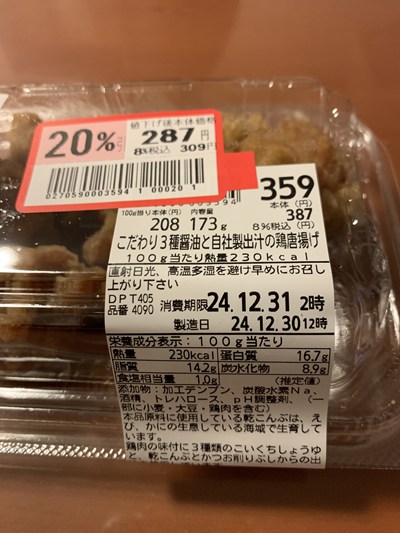 値下げ後本体価格
20%
287円
8%税込 309円
0270590003594 100020 1
359
本体(円)
100g当り本体(円) 内容量
387
208 173g
8%税込(円)
こだわり3種醤油と自社製出汁の鶏唐揚げ
100g当たり熱量230kcal
直射日光、高温多湿を避け早めにお召し
上がり下さい
DPT405
品番 4090
消費期限24.12.31 2時
製造日 24.12.30 12時
栄養成分表示:100g当たり
熱量 230kcal 蛋白質 16.7g
脂質 14.2g 炭水化物 8.9g
食塩相当量 1.0g (推定値)
添加物:加工デンプン、炭酸水素Na、
酒精、トレハロース、pH調整剤、(一
部に小麦・大豆・鶏肉を含む)
本品原料に使用している乾こんぶは、え
び、かにの生息している海域で生育して
います。
鶏肉の味付に3種類のこいくちしょうゆ
と、乾こんぶとかつお削りぶしからの出